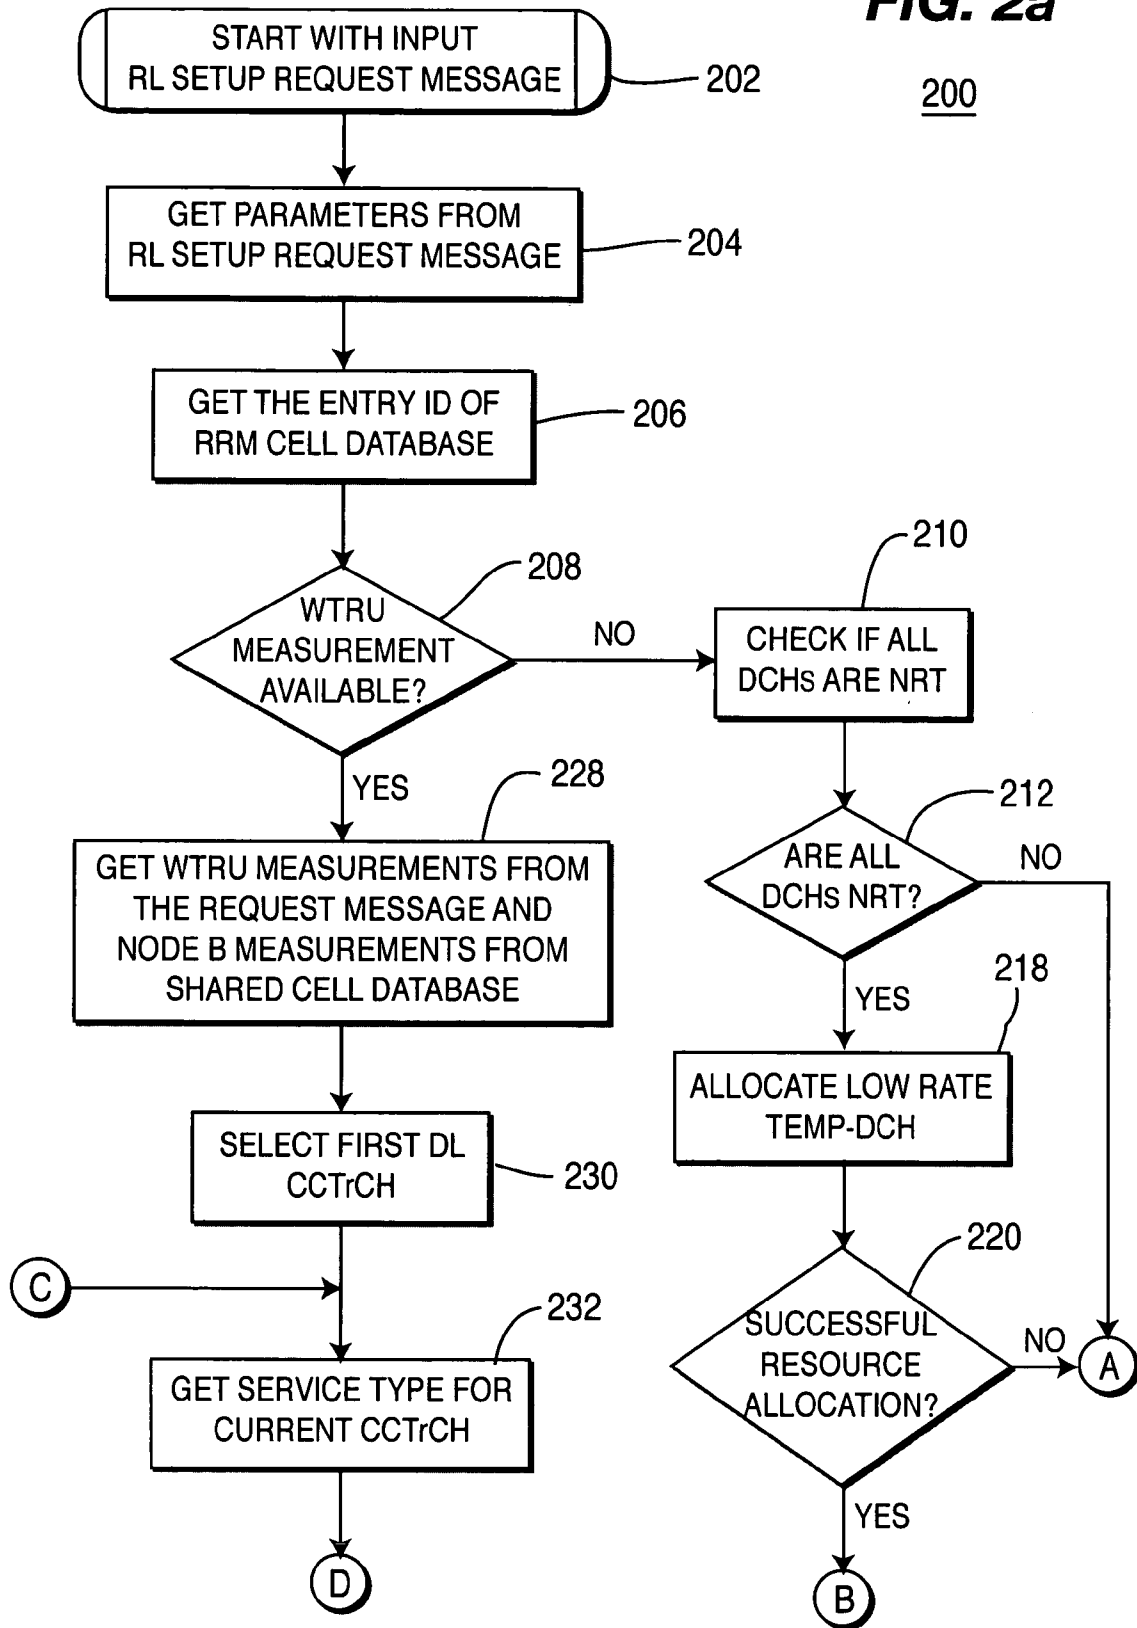 FIG. 2a
200
START WITH INPUT
RL SETUP REQUEST MESSAGE
202
GET PARAMETERS FROM
RL SETUP REQUEST MESSAGE
204
GET THE ENTRY ID OF
RRM CELL DATABASE
206
WTRU
MEASUREMENT
AVAILABLE?
208
NO
YES
210
CHECK IF ALL
DCHs ARE NRT
212
ARE ALL
DCHs NRT?
NO
YES
228
GET WTRU MEASUREMENTS FROM
THE REQUEST MESSAGE AND
NODE B MEASUREMENTS FROM
SHARED CELL DATABASE
218
ALLOCATE LOW RATE
TEMP-DCH
SELECT FIRST DL
CCTrCH
230
220
SUCCESSFUL
RESOURCE
ALLOCATION?
NO
A
YES
B
C
232
GET SERVICE TYPE FOR
CURRENT CCTrCH
D